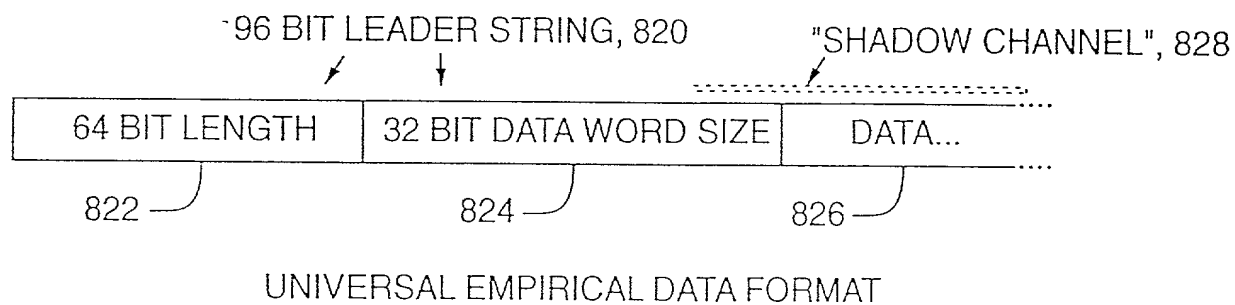 96 BIT LEADER STRING, 820
"SHADOW CHANNEL", 828
64 BIT LENGTH
32 BIT DATA WORD SIZE
DATA...
822
824
826
UNIVERSAL EMPIRICAL DATA FORMAT